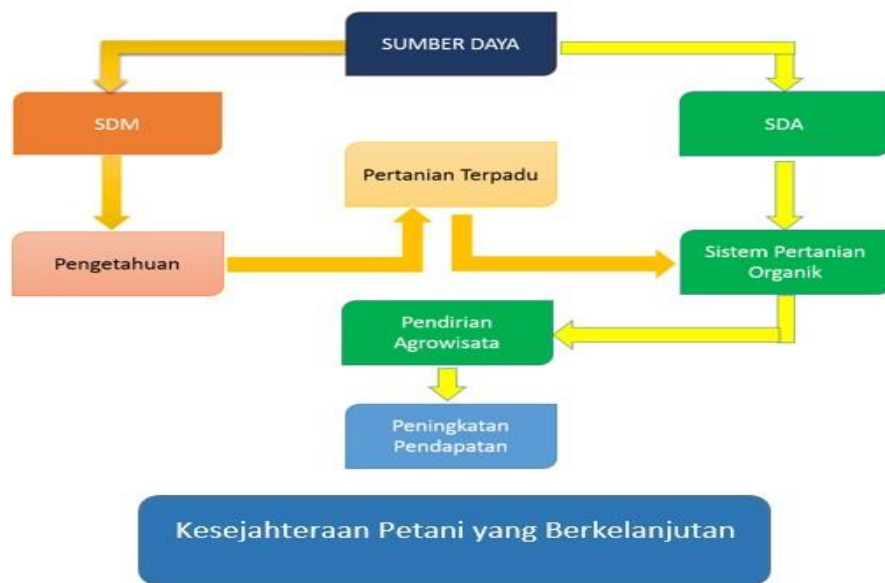 SUMBER DAYA
SDM
SDA
Pertanian Terpadu
Pengetahuan
Sistem Pertanian
Organik
Pendirian
Agrowisata
Peningkatan
Pendapatan
Kesejahteraan Petani yang Berkelanjutan